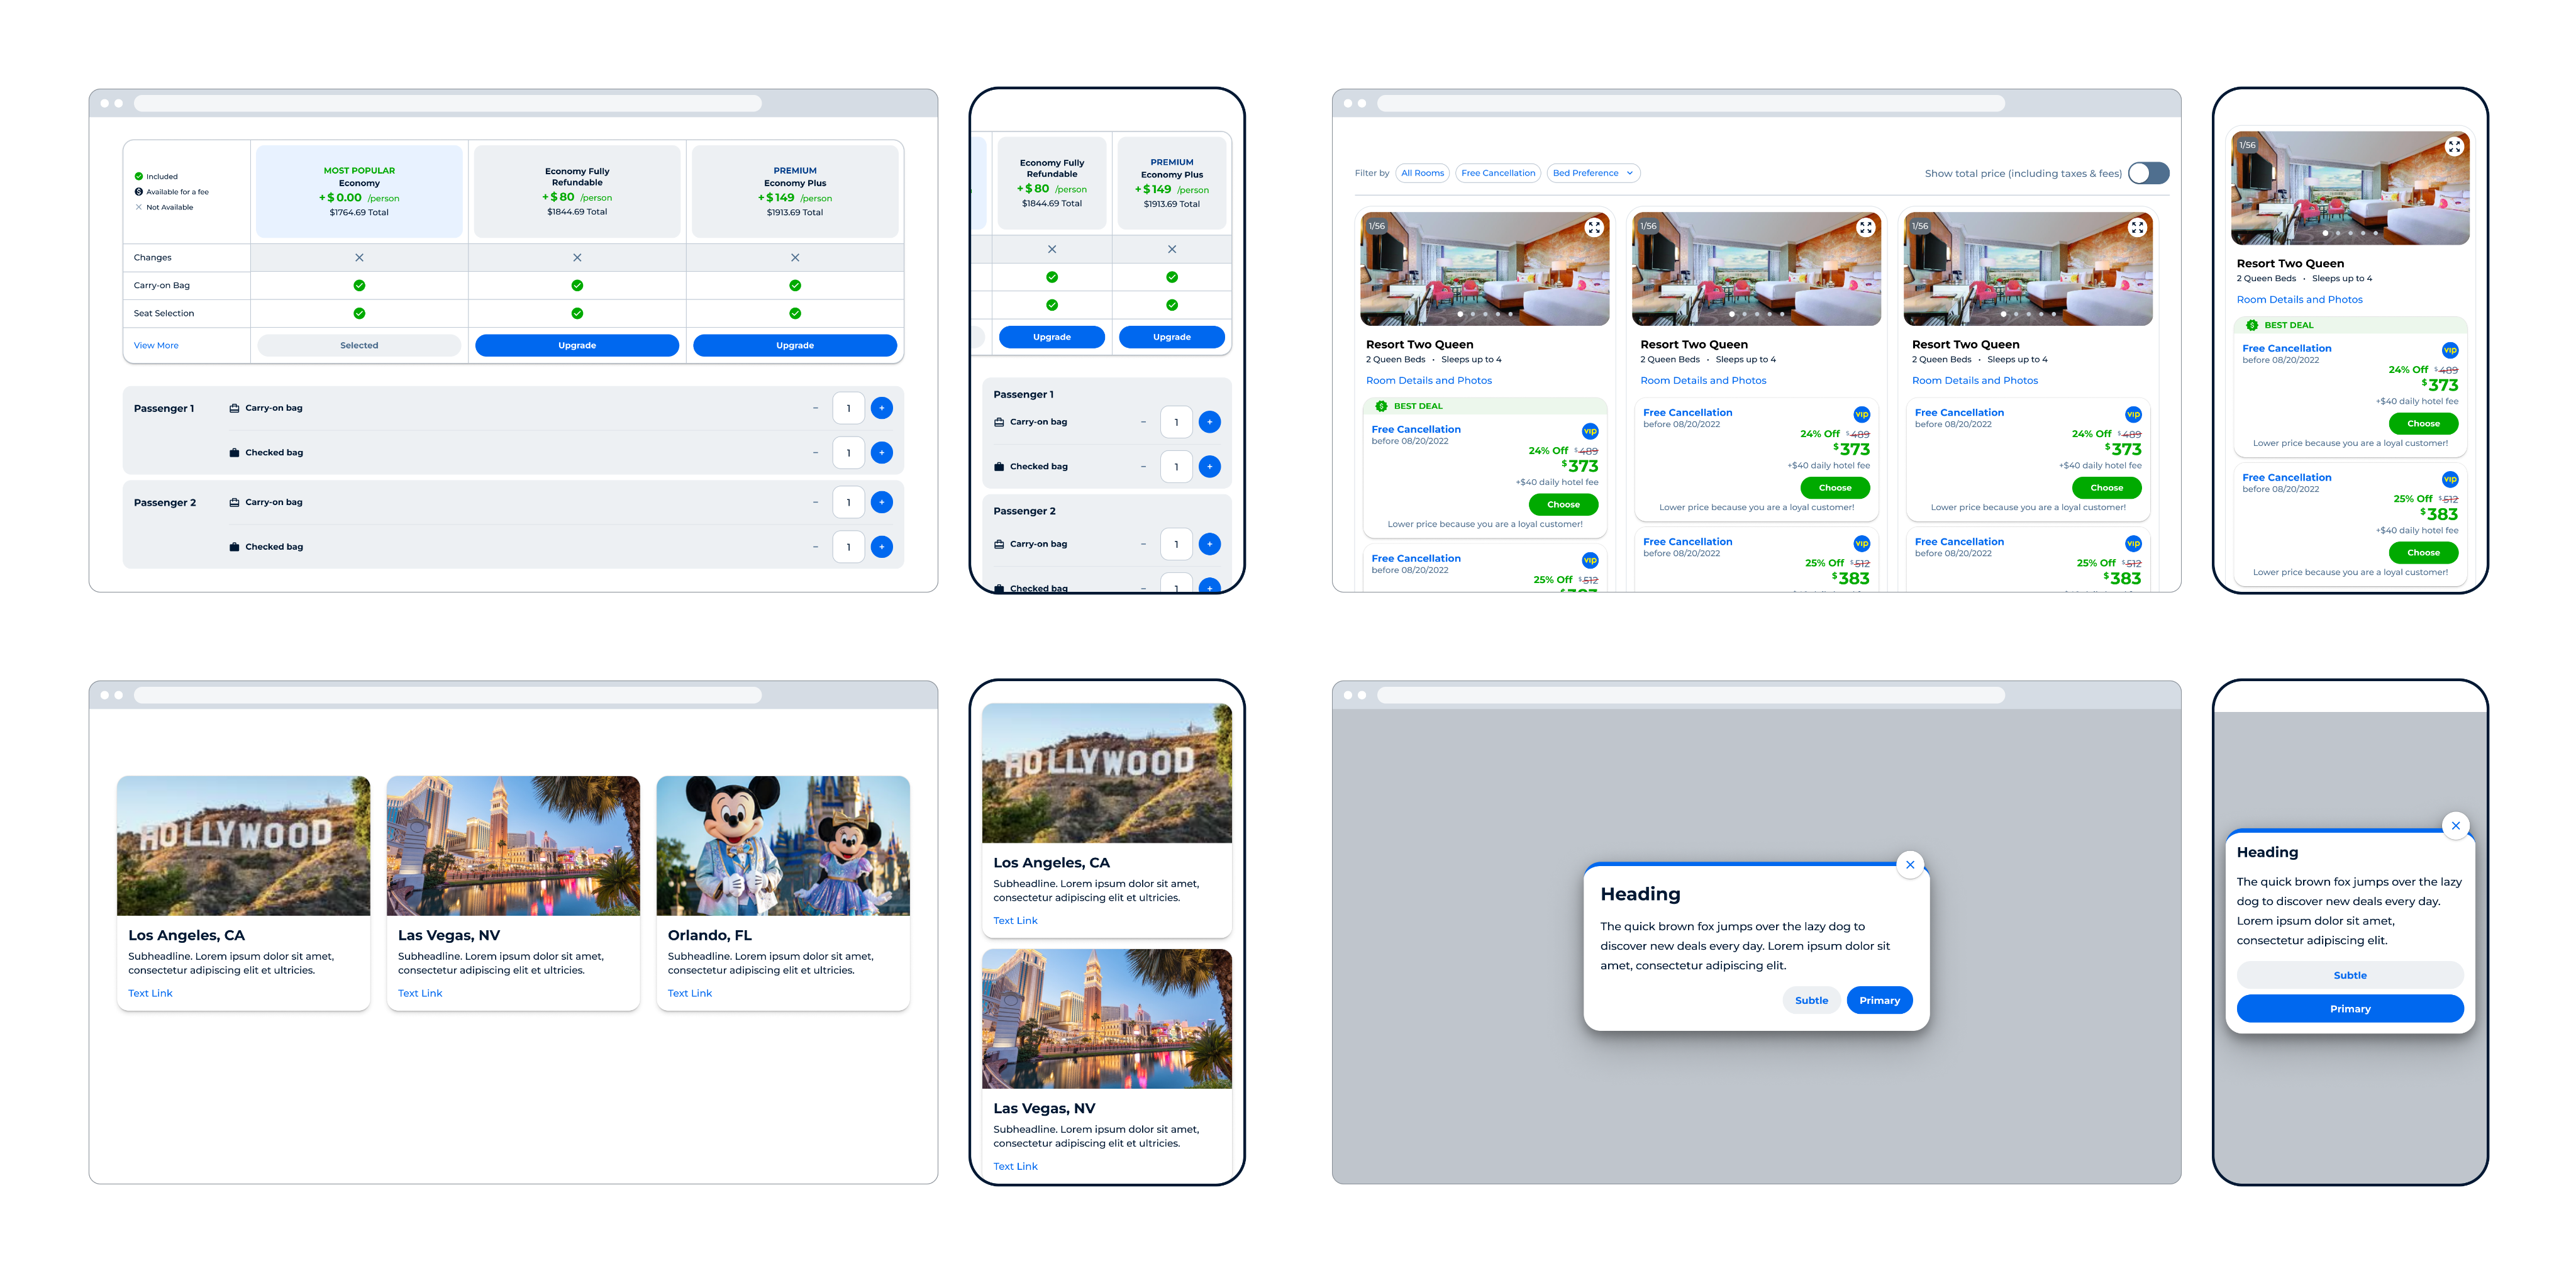 Included
Available for a fee
Not Available
MOST POPULAR
Economy
+$0.00 /person
$1764.69 Total
Economy Fully
Refundable
+$80 /person
$1844.69 Total
PREMIUM
Economy Plus
+$149 /person
$1913.69 Total
Changes
Carry-on Bag
Seat Selection
View More
Selected
Upgrade
Upgrade
Passenger 1
Carry-on bag
− 1 +
Checked bag
− 1 +
Passenger 2
Carry-on bag
− 1 +
Checked bag
− 1 +
Economy Fully
Refundable
+$80 /person
$1844.69 Total
PREMIUM
Economy Plus
+$149 /person
$1913.69 Total
Upgrade
Upgrade
Passenger 1
Carry-on bag
− 1 +
Checked bag
− 1 +
Passenger 2
Carry-on bag
− 1 +
Checked bag
− 1 +
Filter by All Rooms Free Cancellation Bed Preference
Show total price (including taxes & fees)
1/56
Resort Two Queen
2 Queen Beds • Sleeps up to 4
Room Details and Photos
BEST DEAL
Free Cancellation
before 08/20/2022
vip
24% Off $489
$373
+$40 daily hotel fee
Choose
Lower price because you are a loyal customer!
Free Cancellation
before 08/20/2022
vip
25% Off $512
$383
1/56
Resort Two Queen
2 Queen Beds • Sleeps up to 4
Room Details and Photos
Free Cancellation
before 08/20/2022
vip
24% Off $489
$373
+$40 daily hotel fee
Choose
Lower price because you are a loyal customer!
Free Cancellation
before 08/20/2022
vip
25% Off $512
$383
1/56
Resort Two Queen
2 Queen Beds • Sleeps up to 4
Room Details and Photos
Free Cancellation
before 08/20/2022
vip
24% Off $489
$373
+$40 daily hotel fee
Choose
Lower price because you are a loyal customer!
Free Cancellation
before 08/20/2022
vip
25% Off $512
$383
1/56
Resort Two Queen
2 Queen Beds • Sleeps up to 4
Room Details and Photos
BEST DEAL
Free Cancellation
before 08/20/2022
vip
24% Off $489
$373
+$40 daily hotel fee
Choose
Lower price because you are a loyal customer!
Free Cancellation
before 08/20/2022
vip
25% Off $512
$383
+$40 daily hotel fee
Choose
Lower price because you are a loyal customer!
HOLLYWOOD
Los Angeles, CA
Subheadline. Lorem ipsum dolor sit amet,
consectetur adipiscing elit et ultricies.
Text Link
Las Vegas, NV
Subheadline. Lorem ipsum dolor sit amet,
consectetur adipiscing elit et ultricies.
Text Link
Orlando, FL
Subheadline. Lorem ipsum dolor sit amet,
consectetur adipiscing elit et ultricies.
Text Link
HOLLYWOOD
Los Angeles, CA
Subheadline. Lorem ipsum dolor sit amet,
consectetur adipiscing elit et ultricies.
Text Link
Las Vegas, NV
Subheadline. Lorem ipsum dolor sit amet,
consectetur adipiscing elit et ultricies.
Text Link
Heading
The quick brown fox jumps over the lazy dog to
discover new deals every day. Lorem ipsum dolor sit
amet, consectetur adipiscing elit.
Subtle
Primary
Heading
The quick brown fox jumps over the lazy
dog to discover new deals every day.
Lorem ipsum dolor sit amet,
consectetur adipiscing elit.
Subtle
Primary